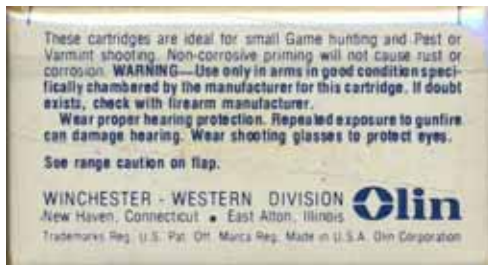 These cartridges are ideal for small Game hunting and Pest or
Varmint shooting. Non-corrosive priming will not cause rust or
corrosion. WARNING—Use only in arms in good condition speci-
fically chambered by the manufacturer for this cartridge. If doubt
exists, check with firearm manufacturer.
Wear proper hearing protection. Repeated exposure to gunfire
can damage hearing. Wear shooting glasses to protect eyes.
See range caution on flap.
WINCHESTER - WESTERN DIVISION Olin
New Haven, Connecticut • East Alton, Illinois
Trademarks Reg. U.S. Pat. Off. Marca Reg. Made in U.S.A. Olin Corporation